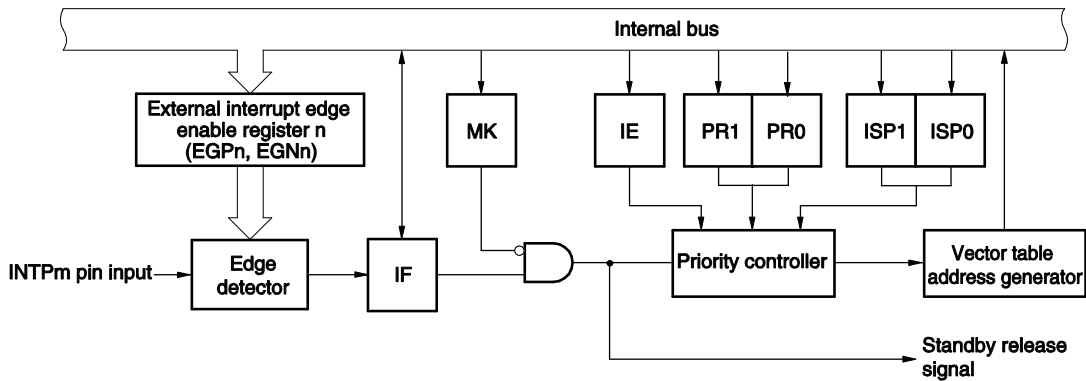 Internal bus
External interrupt edge
enable register n
(EGPn, EGNn)
MK
IE
PR1
PR0
ISP1
ISP0
INTPm pin input
Edge
detector
IF
Priority controller
Vector table
address generator
Standby release
signal